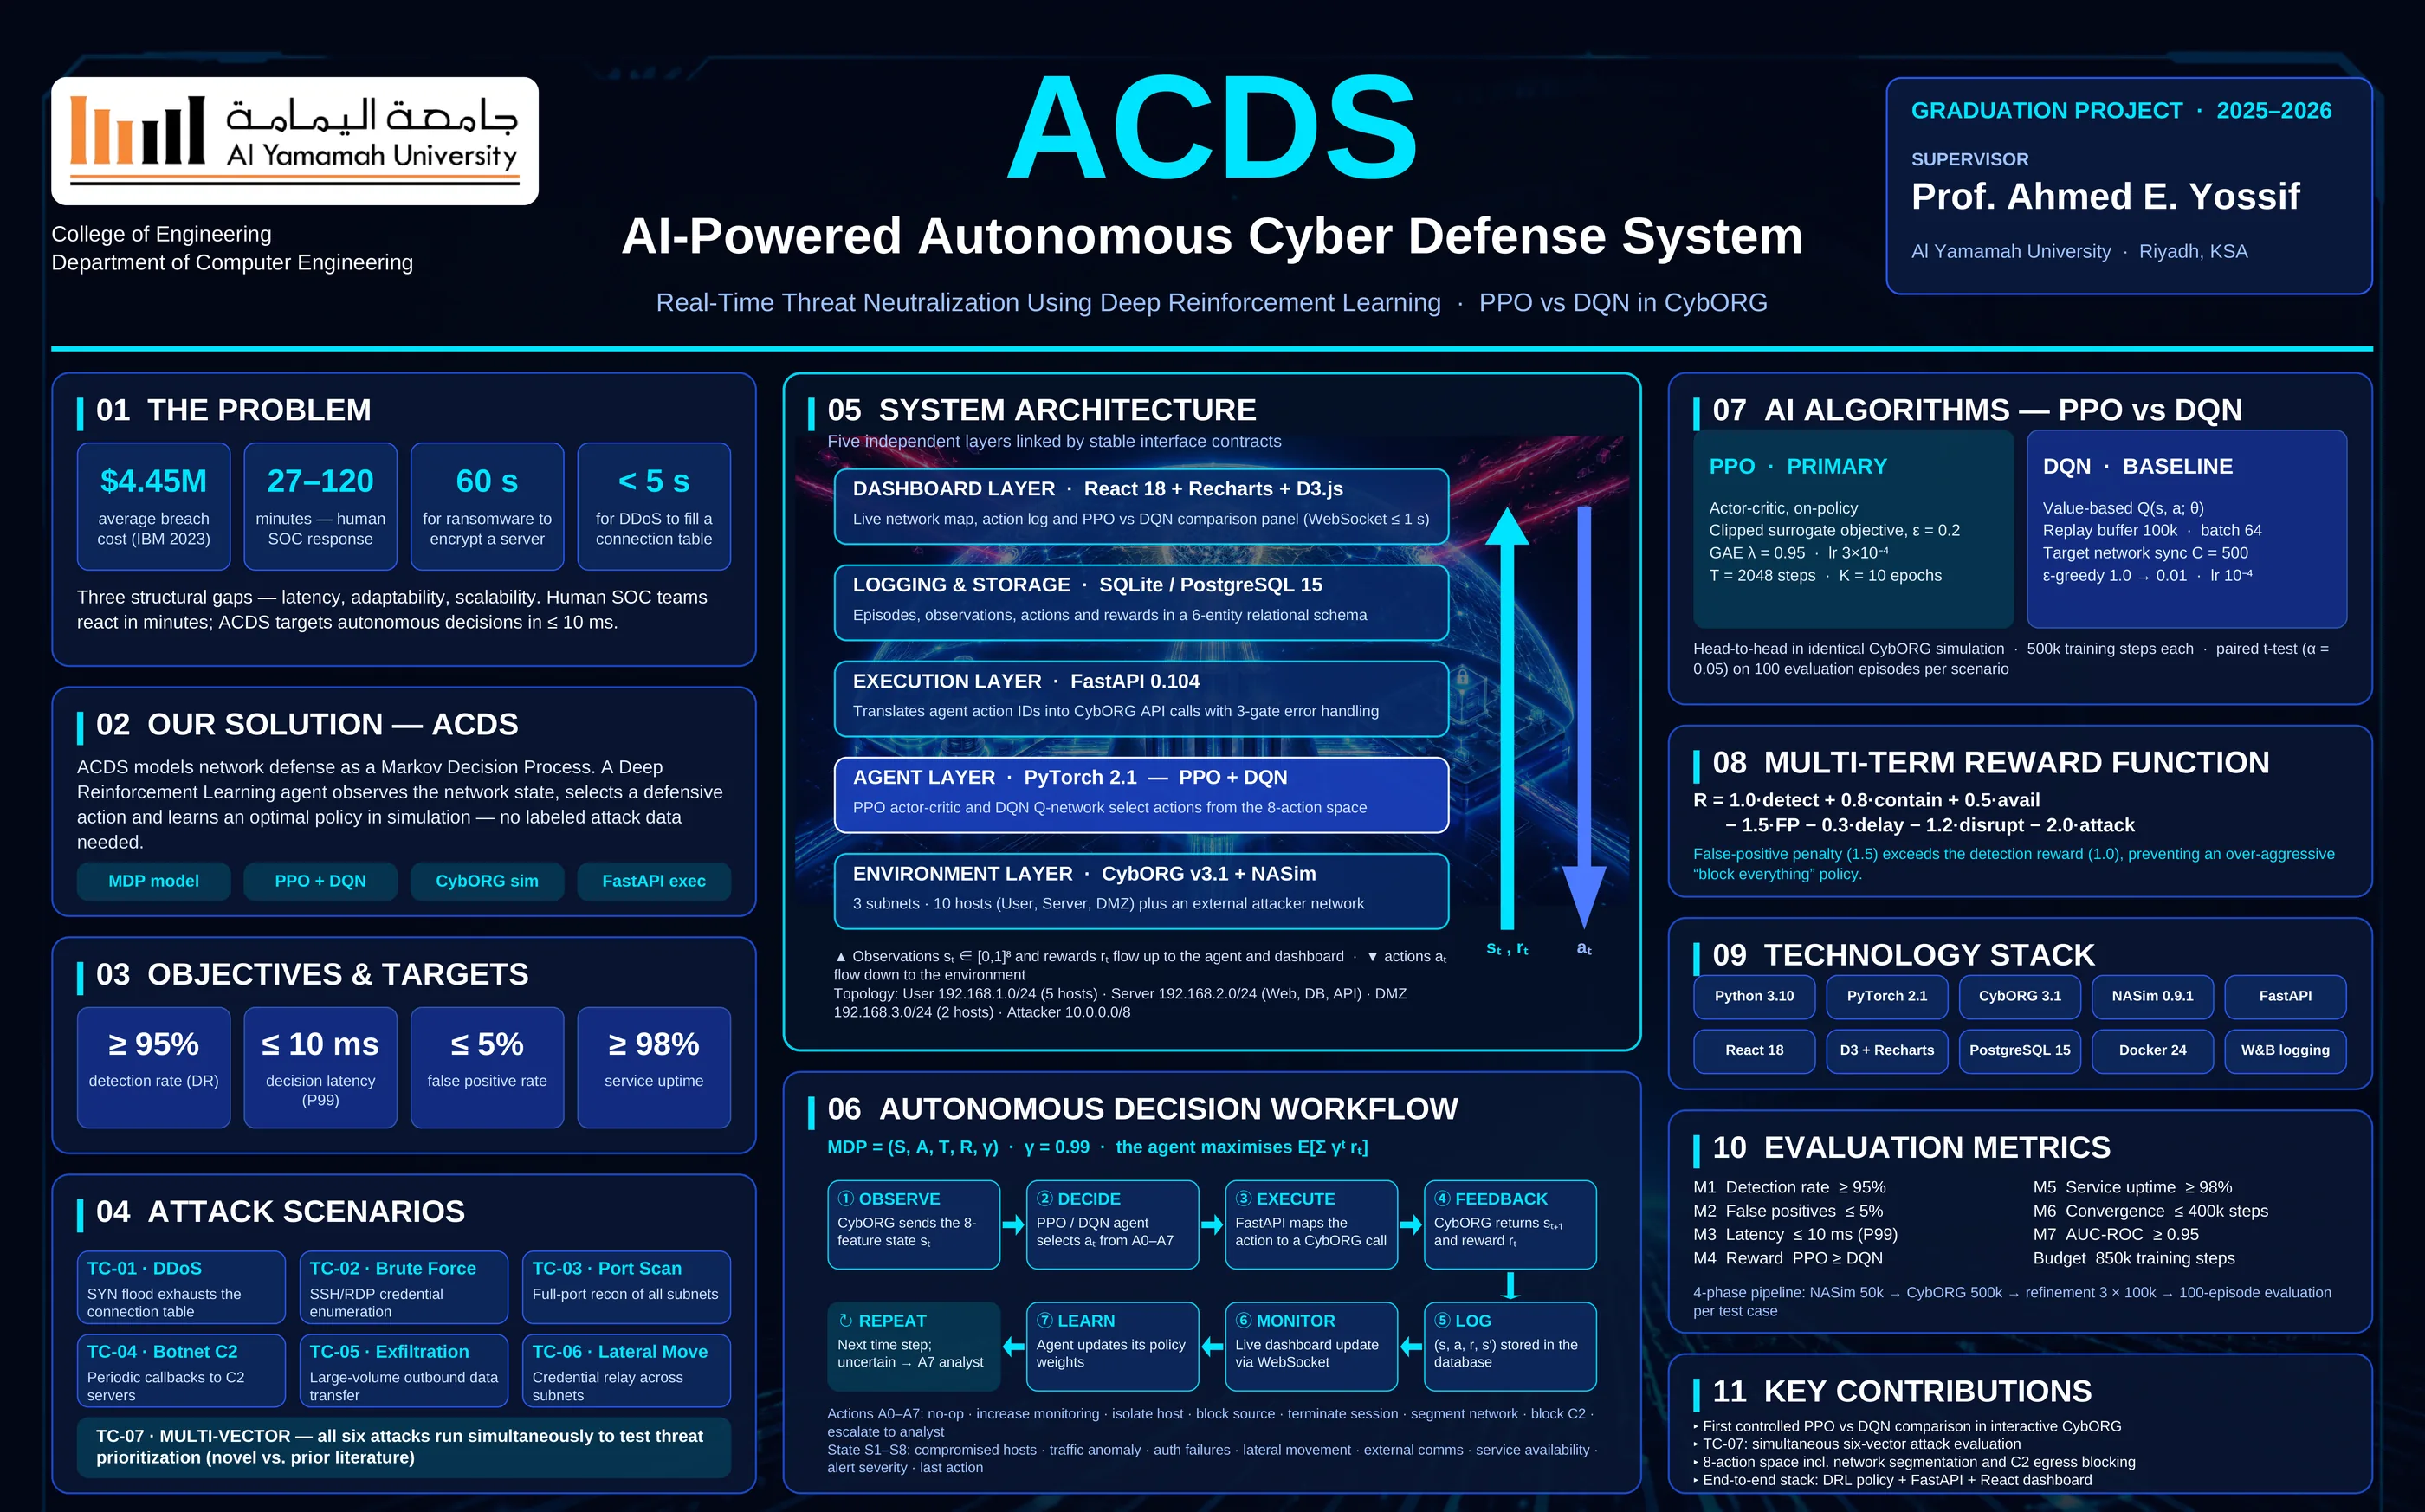 جامعة اليمامة
Al Yamamah University
College of Engineering
Department of Computer Engineering
ACDS
AI-Powered Autonomous Cyber Defense System
Real-Time Threat Neutralization Using Deep Reinforcement Learning · PPO vs DQN in CybORG
GRADUATION PROJECT · 2025–2026
SUPERVISOR
Prof. Ahmed E. Yossif
Al Yamamah University · Riyadh, KSA
01 THE PROBLEM
$4.45M
average breach
cost (IBM 2023)
27–120
minutes — human
SOC response
60 s
for ransomware to
encrypt a server
< 5 s
for DDoS to fill a
connection table
Three structural gaps — latency, adaptability, scalability. Human SOC teams
react in minutes; ACDS targets autonomous decisions in ≤ 10 ms.
02 OUR SOLUTION — ACDS
ACDS models network defense as a Markov Decision Process. A Deep
Reinforcement Learning agent observes the network state, selects a defensive
action and learns an optimal policy in simulation — no labeled attack data
needed.
MDP model
PPO + DQN
CybORG sim
FastAPI exec
03 OBJECTIVES & TARGETS
≥ 95%
detection rate (DR)
≤ 10 ms
decision latency
(P99)
≤ 5%
false positive rate
≥ 98%
service uptime
04 ATTACK SCENARIOS
TC-01 · DDoS
SYN flood exhausts the
connection table
TC-02 · Brute Force
SSH/RDP credential
enumeration
TC-03 · Port Scan
Full-port recon of all subnets
TC-04 · Botnet C2
Periodic callbacks to C2
servers
TC-05 · Exfiltration
Large-volume outbound data
transfer
TC-06 · Lateral Move
Credential relay across
subnets
TC-07 · MULTI-VECTOR — all six attacks run simultaneously to test threat
prioritization (novel vs. prior literature)
05 SYSTEM ARCHITECTURE
Five independent layers linked by stable interface contracts
DASHBOARD LAYER · React 18 + Recharts + D3.js
Live network map, action log and PPO vs DQN comparison panel (WebSocket ≤ 1 s)
LOGGING & STORAGE · SQLite / PostgreSQL 15
Episodes, observations, actions and rewards in a 6-entity relational schema
EXECUTION LAYER · FastAPI 0.104
Translates agent action IDs into CybORG API calls with 3-gate error handling
AGENT LAYER · PyTorch 2.1 — PPO + DQN
PPO actor-critic and DQN Q-network select actions from the 8-action space
ENVIRONMENT LAYER · CybORG v3.1 + NASim
3 subnets · 10 hosts (User, Server, DMZ) plus an external attacker network
sₜ , rₜ
aₜ
▲ Observations sₜ ∈ [0,1]⁸ and rewards rₜ flow up to the agent and dashboard · ▼ actions aₜ
flow down to the environment
Topology: User 192.168.1.0/24 (5 hosts) · Server 192.168.2.0/24 (Web, DB, API) · DMZ
192.168.3.0/24 (2 hosts) · Attacker 10.0.0.0/8
06 AUTONOMOUS DECISION WORKFLOW
MDP = (S, A, T, R, γ) · γ = 0.99 · the agent maximises E[Σ γᵗ rₜ]
① OBSERVE
CybORG sends the 8-
feature state sₜ
② DECIDE
PPO / DQN agent
selects aₜ from A0–A7
③ EXECUTE
FastAPI maps the
action to a CybORG call
④ FEEDBACK
CybORG returns sₜ₊₁
and reward rₜ
↻ REPEAT
Next time step;
uncertain → A7 analyst
⑦ LEARN
Agent updates its policy
weights
⑥ MONITOR
Live dashboard update
via WebSocket
⑤ LOG
(s, a, r, s') stored in the
database
Actions A0–A7: no-op · increase monitoring · isolate host · block source · terminate session · segment network · block C2 ·
escalate to analyst
State S1–S8: compromised hosts · traffic anomaly · auth failures · lateral movement · external comms · service availability ·
alert severity · last action
07 AI ALGORITHMS — PPO vs DQN
PPO · PRIMARY
Actor-critic, on-policy
Clipped surrogate objective, ε = 0.2
GAE λ = 0.95 · lr 3×10⁻⁴
T = 2048 steps · K = 10 epochs
DQN · BASELINE
Value-based Q(s, a; θ)
Replay buffer 100k · batch 64
Target network sync C = 500
ε-greedy 1.0 → 0.01 · lr 10⁻⁴
Head-to-head in identical CybORG simulation · 500k training steps each · paired t-test (α =
0.05) on 100 evaluation episodes per scenario
08 MULTI-TERM REWARD FUNCTION
R = 1.0·detect + 0.8·contain + 0.5·avail
− 1.5·FP − 0.3·delay − 1.2·disrupt − 2.0·attack
False-positive penalty (1.5) exceeds the detection reward (1.0), preventing an over-aggressive
“block everything” policy.
09 TECHNOLOGY STACK
Python 3.10
PyTorch 2.1
CybORG 3.1
NASim 0.9.1
FastAPI
React 18
D3 + Recharts
PostgreSQL 15
Docker 24
W&B logging
10 EVALUATION METRICS
M1 Detection rate ≥ 95%
M2 False positives ≤ 5%
M3 Latency ≤ 10 ms (P99)
M4 Reward PPO ≥ DQN
M5 Service uptime ≥ 98%
M6 Convergence ≤ 400k steps
M7 AUC-ROC ≥ 0.95
Budget 850k training steps
4-phase pipeline: NASim 50k → CybORG 500k → refinement 3 × 100k → 100-episode evaluation
per test case
11 KEY CONTRIBUTIONS
‣ First controlled PPO vs DQN comparison in interactive CybORG
‣ TC-07: simultaneous six-vector attack evaluation
‣ 8-action space incl. network segmentation and C2 egress blocking
‣ End-to-end stack: DRL policy + FastAPI + React dashboard